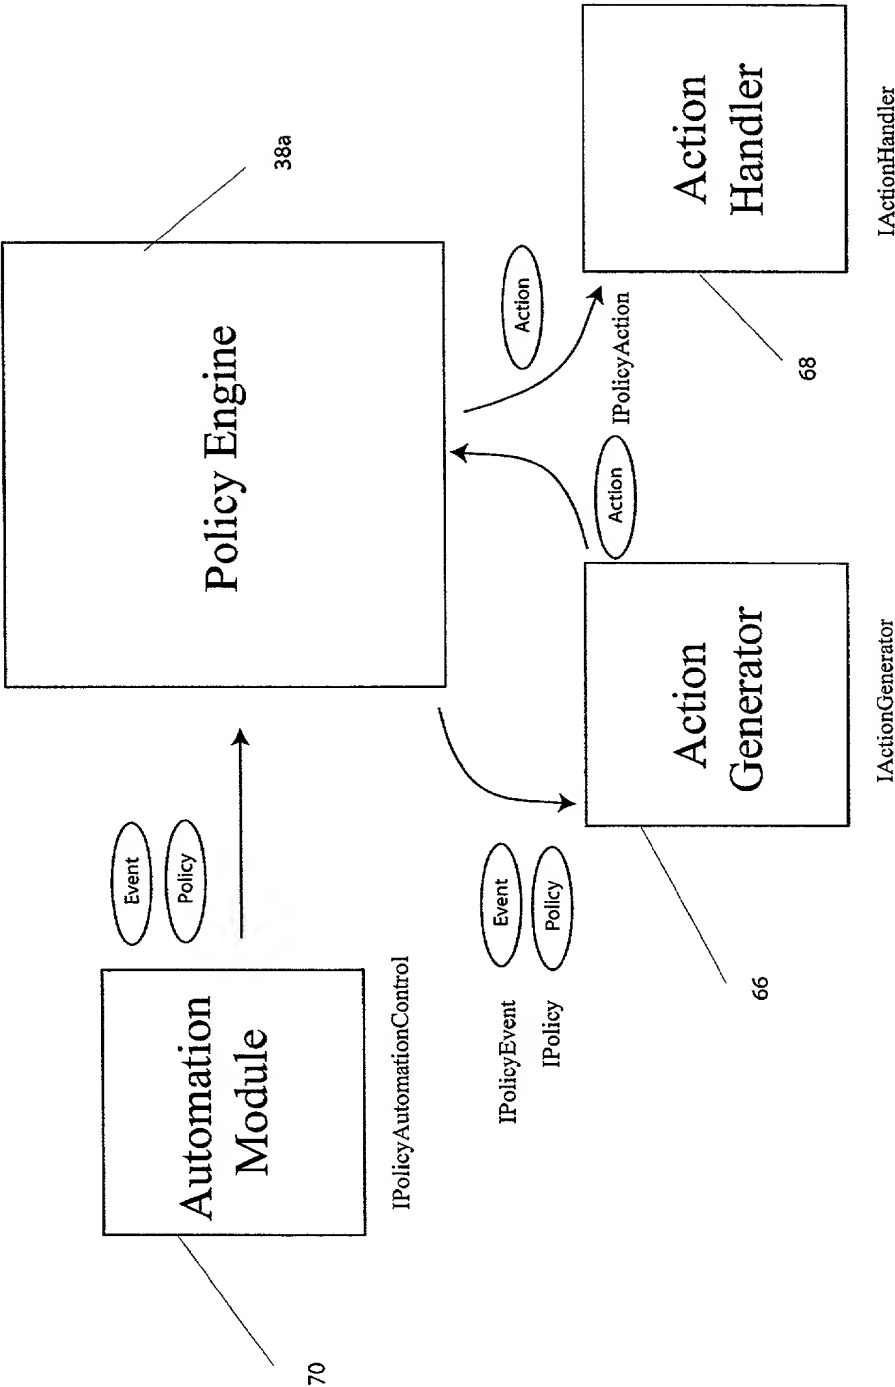 38a
Policy Engine
Event
Policy
Automation
Module
IPolicyAutomationControl
70
Action
IPolicyAction
Action
Event
Policy
IPolicyEvent
IPolicy
Action
Generator
IActionGenerator
66
Action
Handler
IActionHandler
68